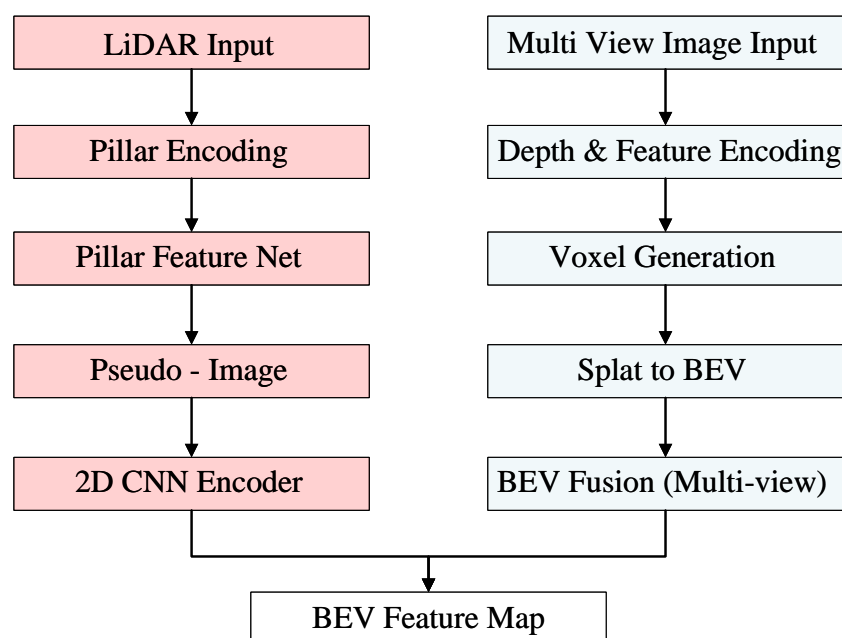 LiDAR Input
Pillar Encoding
Pillar Feature Net
Pseudo - Image
2D CNN Encoder
Multi View Image Input
Depth & Feature Encoding
Voxel Generation
Splat to BEV
BEV Fusion (Multi-view)
BEV Feature Map